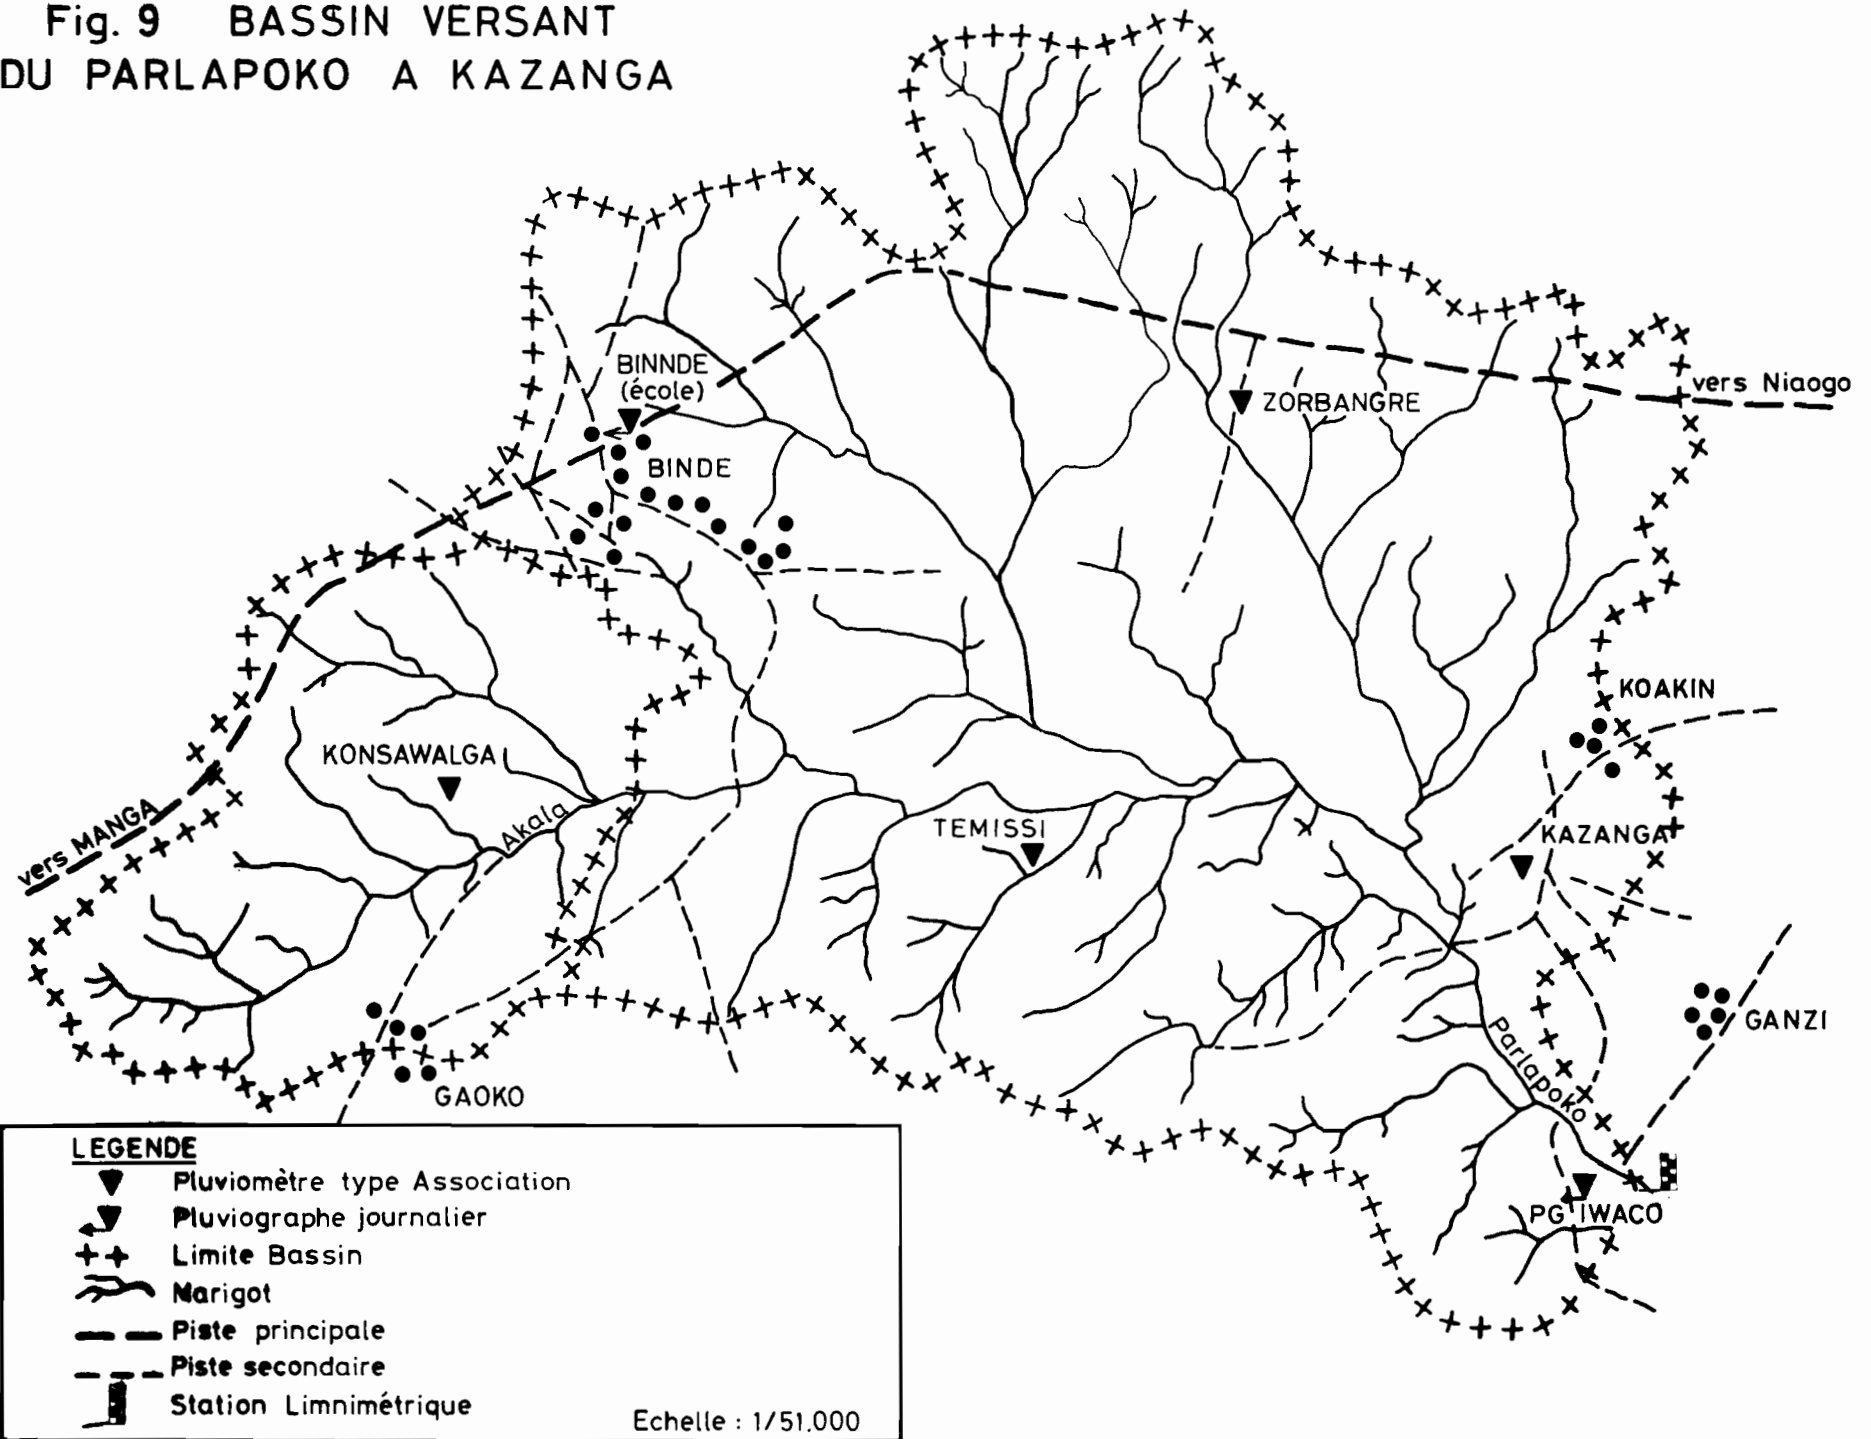 Fig. 9 BASSIN VERSANT
DU PARLAPOKO A KAZANGA
BINNDE
(école)
vers Niaogo
ZORBANGRE
BINDE
KOAKIN
KONSAWALGA
vers MANGA
Akala
TEMISSI
KAZANGA
GANZI
Parlapoko
GAOKO
PG IWACO
LEGENDE
Pluviomètre type Association
Pluviographe journalier
Limite Bassin
Marigot
Piste principale
Piste secondaire
Station Limnimétrique
Echelle : 1/51.000